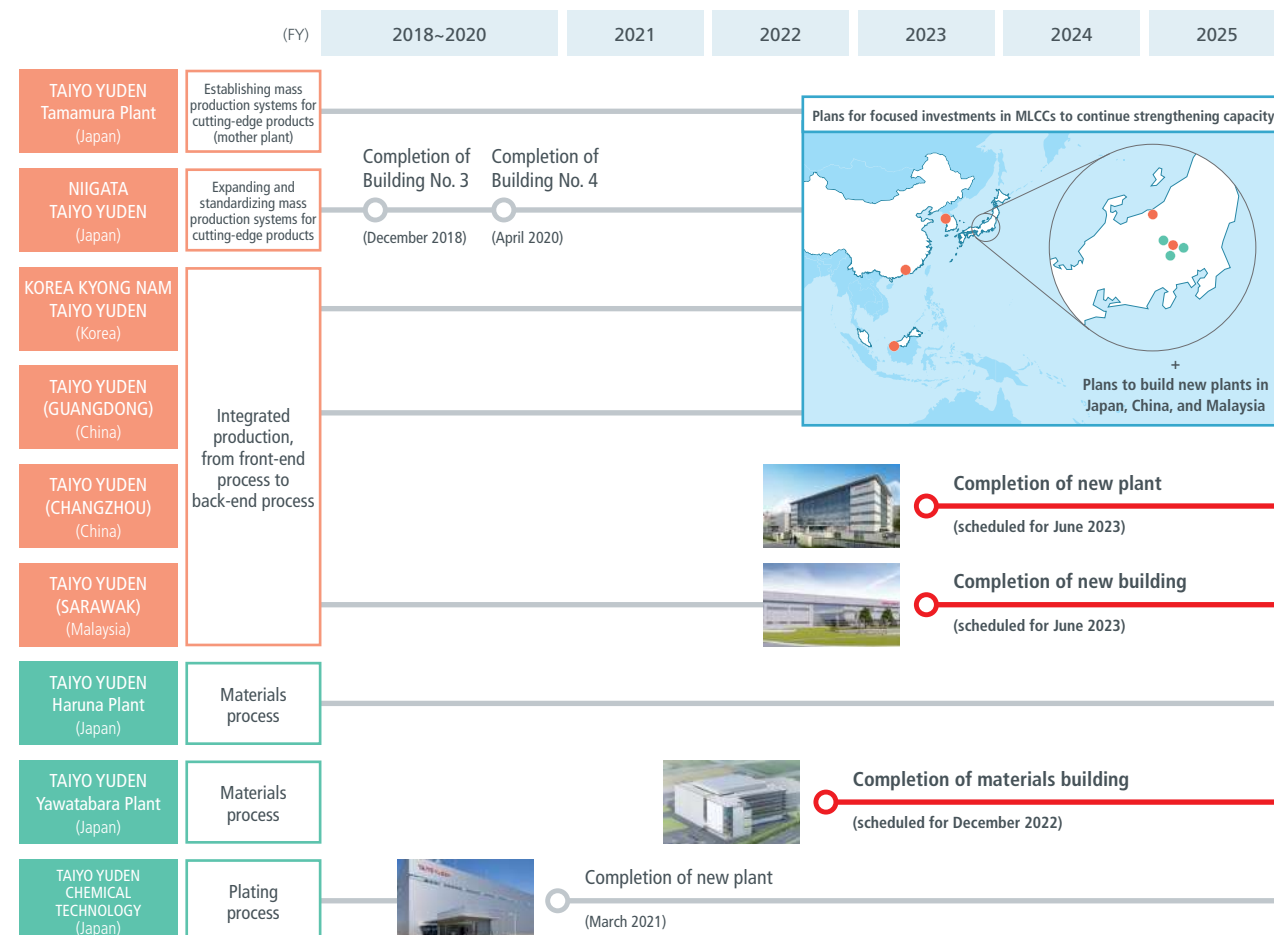 (FY)
2018~2020
2021
2022
2023
2024
2025
TAIYO YUDEN
Tamamura Plant
(Japan)
Establishing mass
production systems for
cutting-edge products
(mother plant)
Plans for focused investments in MLCCs to continue strengthening capacity
NIIGATA
TAIYO YUDEN
(Japan)
Expanding and
standardizing mass
production systems for
cutting-edge products
Completion of
Building No. 3
(December 2018)
Completion of
Building No. 4
(April 2020)
KOREA KYONG NAM
TAIYO YUDEN
(Korea)
+
Plans to build new plants in
Japan, China, and Malaysia
TAIYO YUDEN
(GUANGDONG)
(China)
Integrated
production,
from front-end
process to
back-end process
TAIYO YUDEN
(CHANGZHOU)
(China)
Completion of new plant
(scheduled for June 2023)
TAIYO YUDEN
(SARAWAK)
(Malaysia)
Completion of new building
(scheduled for June 2023)
TAIYO YUDEN
Haruna Plant
(Japan)
Materials
process
TAIYO YUDEN
Yawatabara Plant
(Japan)
Materials
process
Completion of materials building
(scheduled for December 2022)
TAIYO YUDEN
CHEMICAL
TECHNOLOGY
(Japan)
Plating
process
TAIYO YUDEN
Completion of new plant
(March 2021)